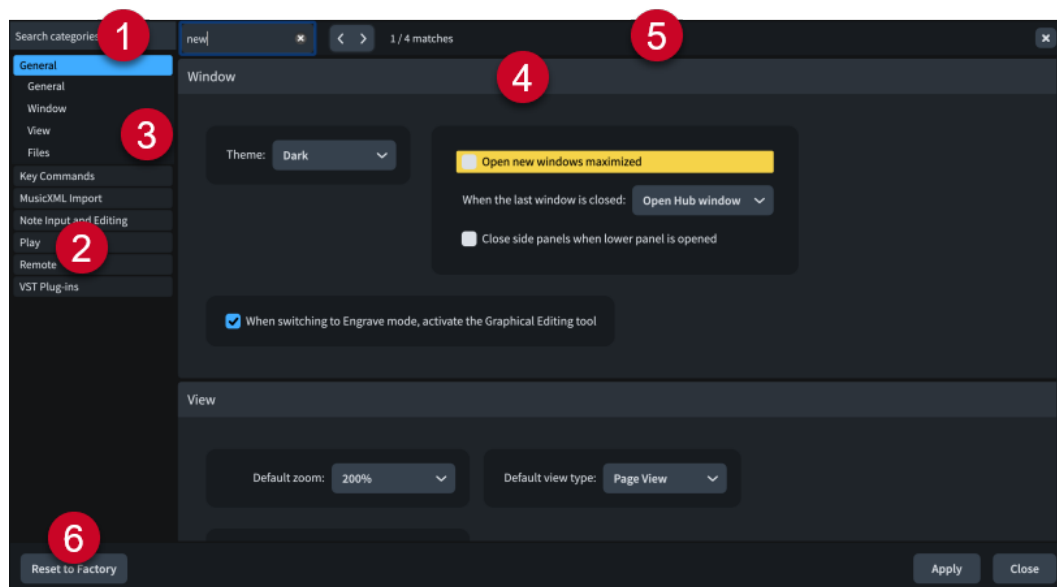 Search categories
1
new
1 / 4 matches
5
General
General
Window
View
Files
3
Key Commands
MusicXML Import
Note Input and Editing
Play
2
Remote
VST Plug-ins
Window
4
Theme: Dark
Open new windows maximized
When the last window is closed: Open Hub window
Close side panels when lower panel is opened
When switching to Engrave mode, activate the Graphical Editing tool
View
Default zoom: 200%
Default view type: Page View
6
Reset to Factory
Apply
Close